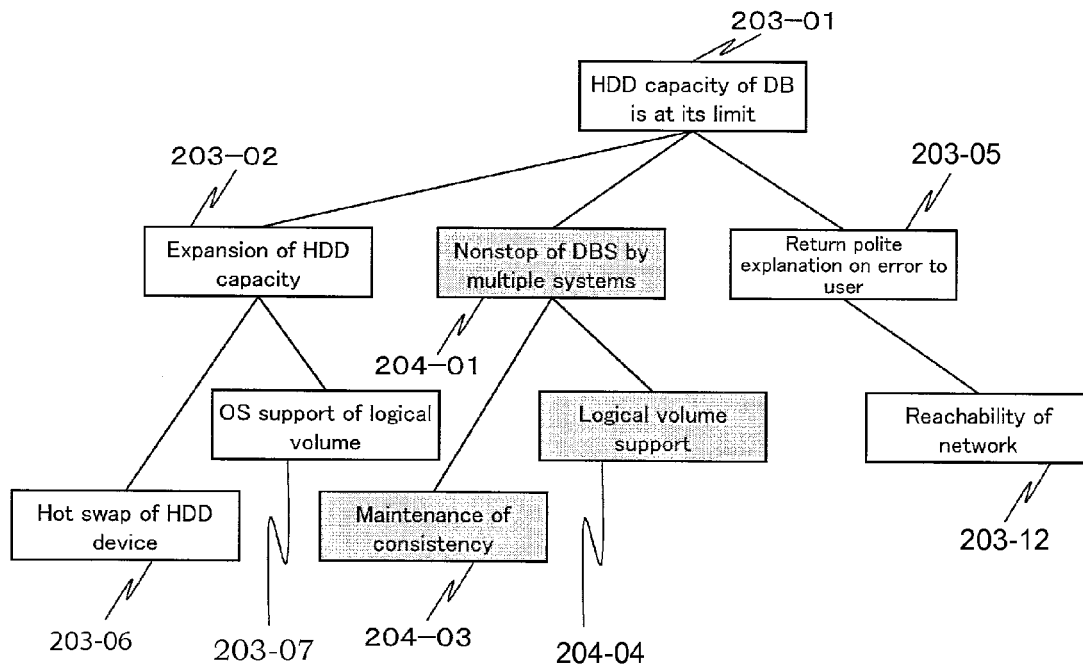 203-01
HDD capacity of DB
is at its limit
203-02
203-05
Expansion of HDD
capacity
Nonstop of DBS by
multiple systems
Return polite
explanation on error to
user
204-01
OS support of logical
volume
Logical volume
support
Reachability of
network
Hot swap of HDD
device
Maintenance of
consistency
203-12
203-06
203-07
204-03
204-04